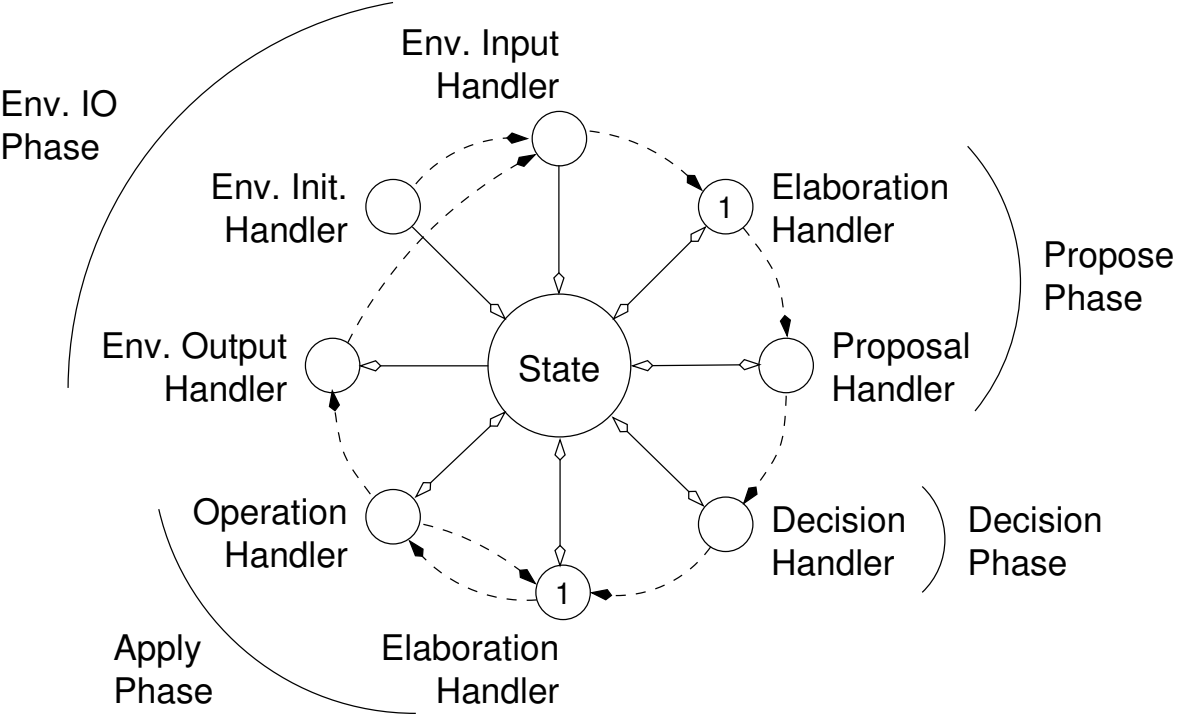 Env. Input
Handler
Env. IO
Phase
Env. Init.
Handler
1
Elaboration
Handler
Propose
Phase
Env. Output
Handler
State
Proposal
Handler
Operation
Handler
Decision
Handler
Decision
Phase
1
Apply
Phase
Elaboration
Handler